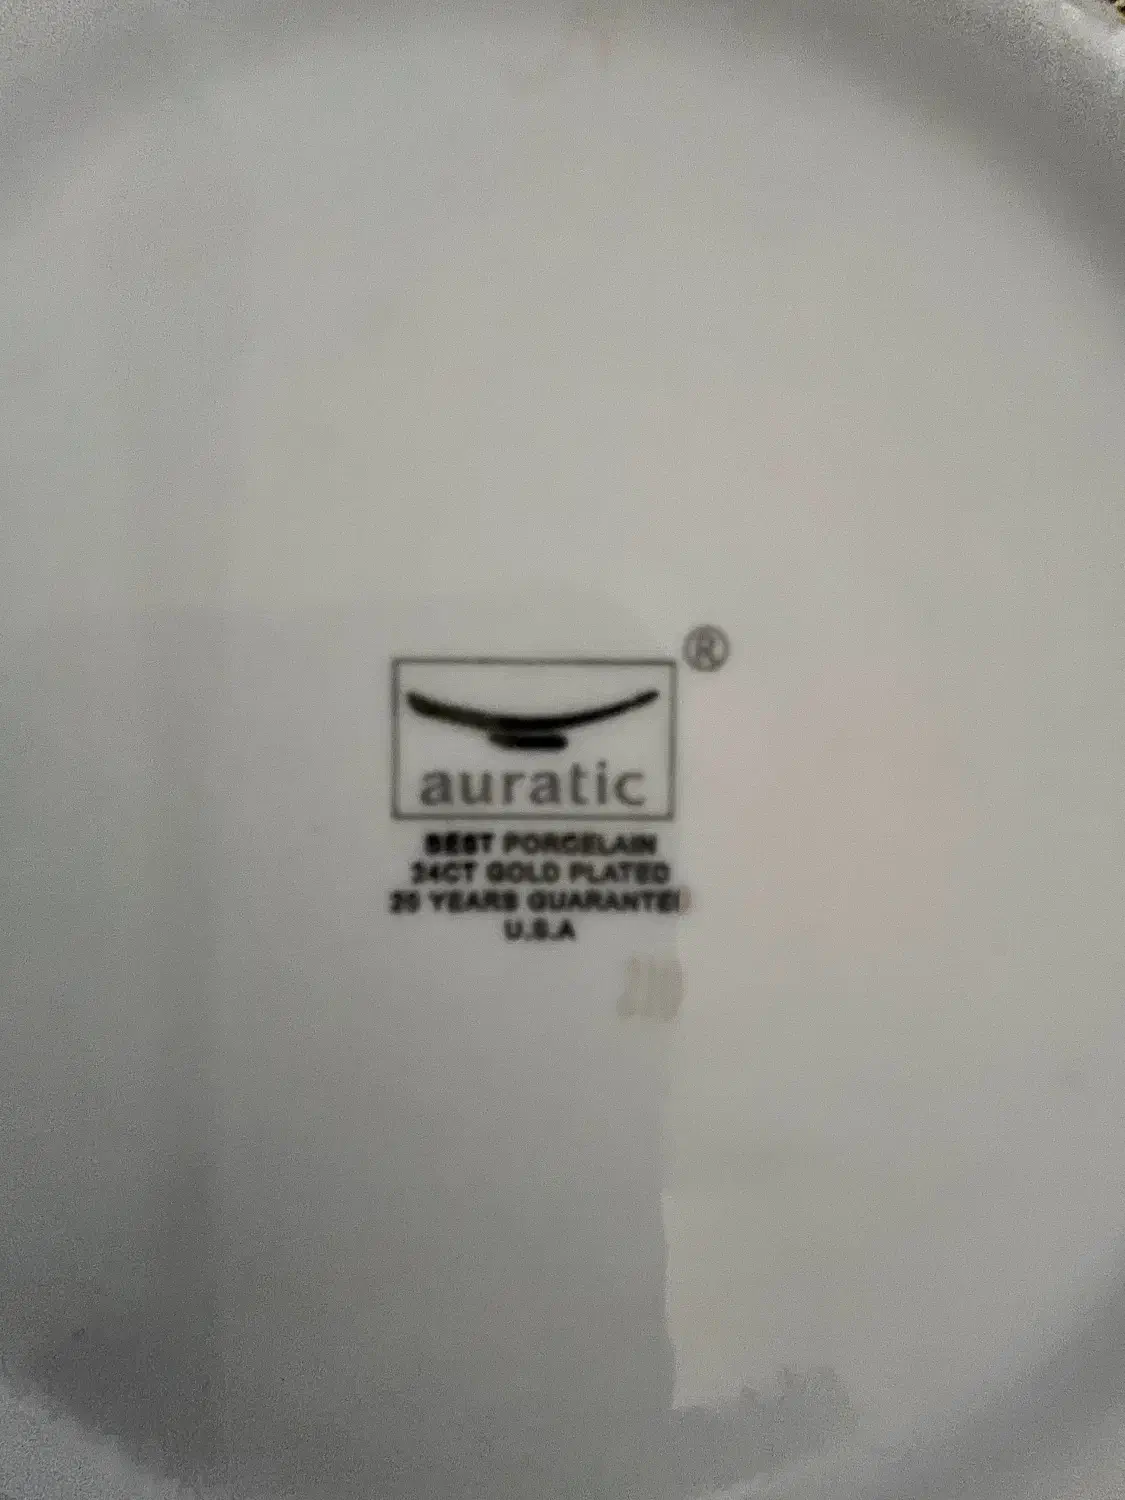 ®
auratic
BEST PORCELAIN
24CT GOLD PLATED
20 YEARS GUARANTE
U.S.A